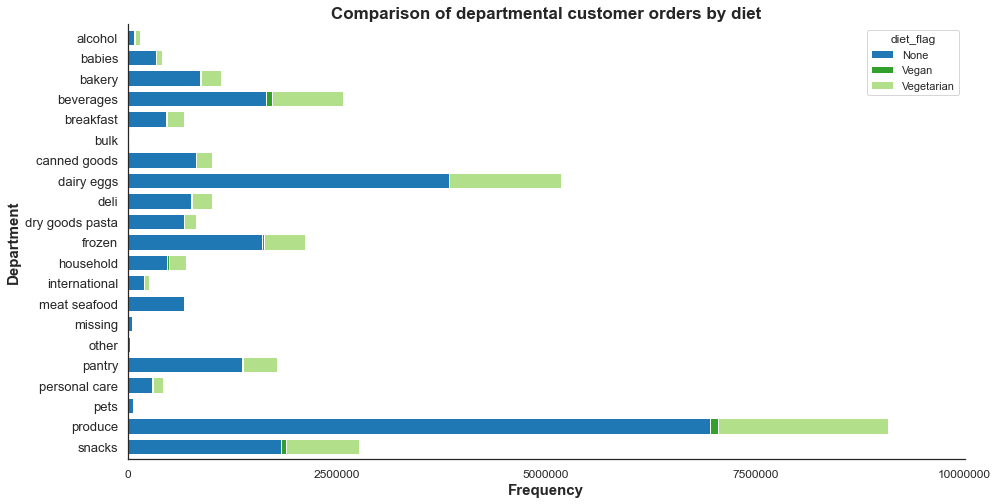 Comparison of departmental customer orders by diet
diet_flag
None
Vegan
Vegetarian
Department
alcohol
babies
bakery
beverages
breakfast
bulk
canned goods
dairy eggs
deli
dry goods pasta
frozen
household
international
meat seafood
missing
other
pantry
personal care
pets
produce
snacks
0
2500000
5000000
7500000
10000000
Frequency